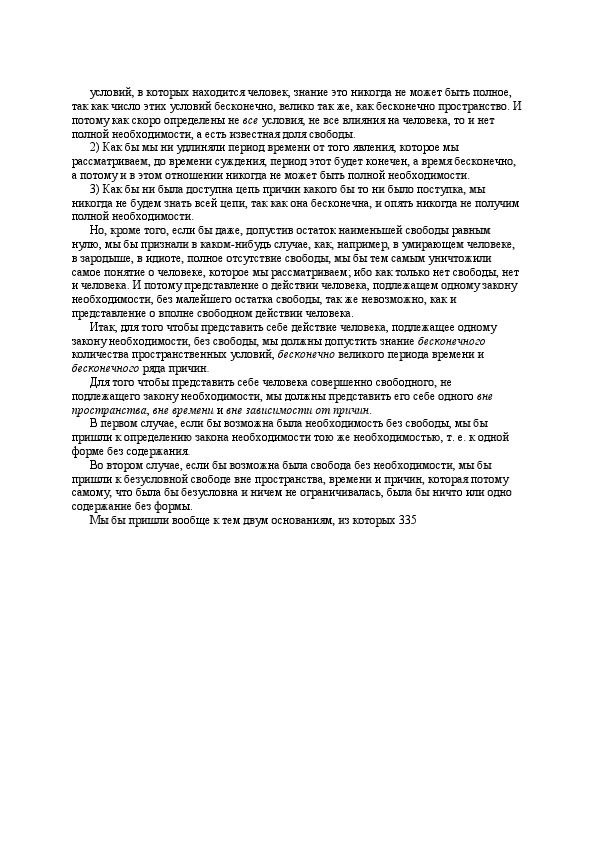 условий, в которых находится человек, знание это никогда не может быть полное,
так как число этих условий бесконечно, велико так же, как бесконечно пространство. И
потому как скоро определены не все условия, не все влияния на человека, то и нет
полной необходимости, а есть известная доля свободы.
2) Как бы мы ни удлиняли период времени от того явления, которое мы
рассматриваем, до времени суждения, период этот будет конечен, а время бесконечно,
а потому и в этом отношении никогда не может быть полной необходимости.
3) Как бы ни была доступна цепь причин какого бы то ни было поступка, мы
никогда не будем знать всей цепи, так как она бесконечна, и опять никогда не получим
полной необходимости.
Но, кроме того, если бы даже, допустив остаток наименьшей свободы равным
нулю, мы бы признали в каком-нибудь случае, как, например, в умирающем человеке,
в зародыше, в идиоте, полное отсутствие свободы, мы бы тем самым уничтожили
самое понятие о человеке, которое мы рассматриваем; ибо как только нет свободы, нет
и человека. И потому представление о действии человека, подлежащем одному закону
необходимости, без малейшего остатка свободы, так же невозможно, как и
представление о вполне свободном действии человека.
Итак, для того чтобы представить себе действие человека, подлежащее одному
закону необходимости, без свободы, мы должны допустить знание бесконечного
количества пространственных условий, бесконечно великого периода времени и
бесконечного ряда причин.
Для того чтобы представить себе человека совершенно свободного, не
подлежащего закону необходимости, мы должны представить его себе одного вне
пространства, вне времени и вне зависимости от причин.
В первом случае, если бы возможна была необходимость без свободы, мы бы
пришли к определению закона необходимости тою же необходимостью, т. е. к одной
форме без содержания.
Во втором случае, если бы возможна была свобода без необходимости, мы бы
пришли к безусловной свободе вне пространства, времени и причин, которая потому
самому, что была бы безусловна и ничем не ограничивалась, была бы ничто или одно
содержание без формы.
Мы бы пришли вообще к тем двум основаниям, из которых 335